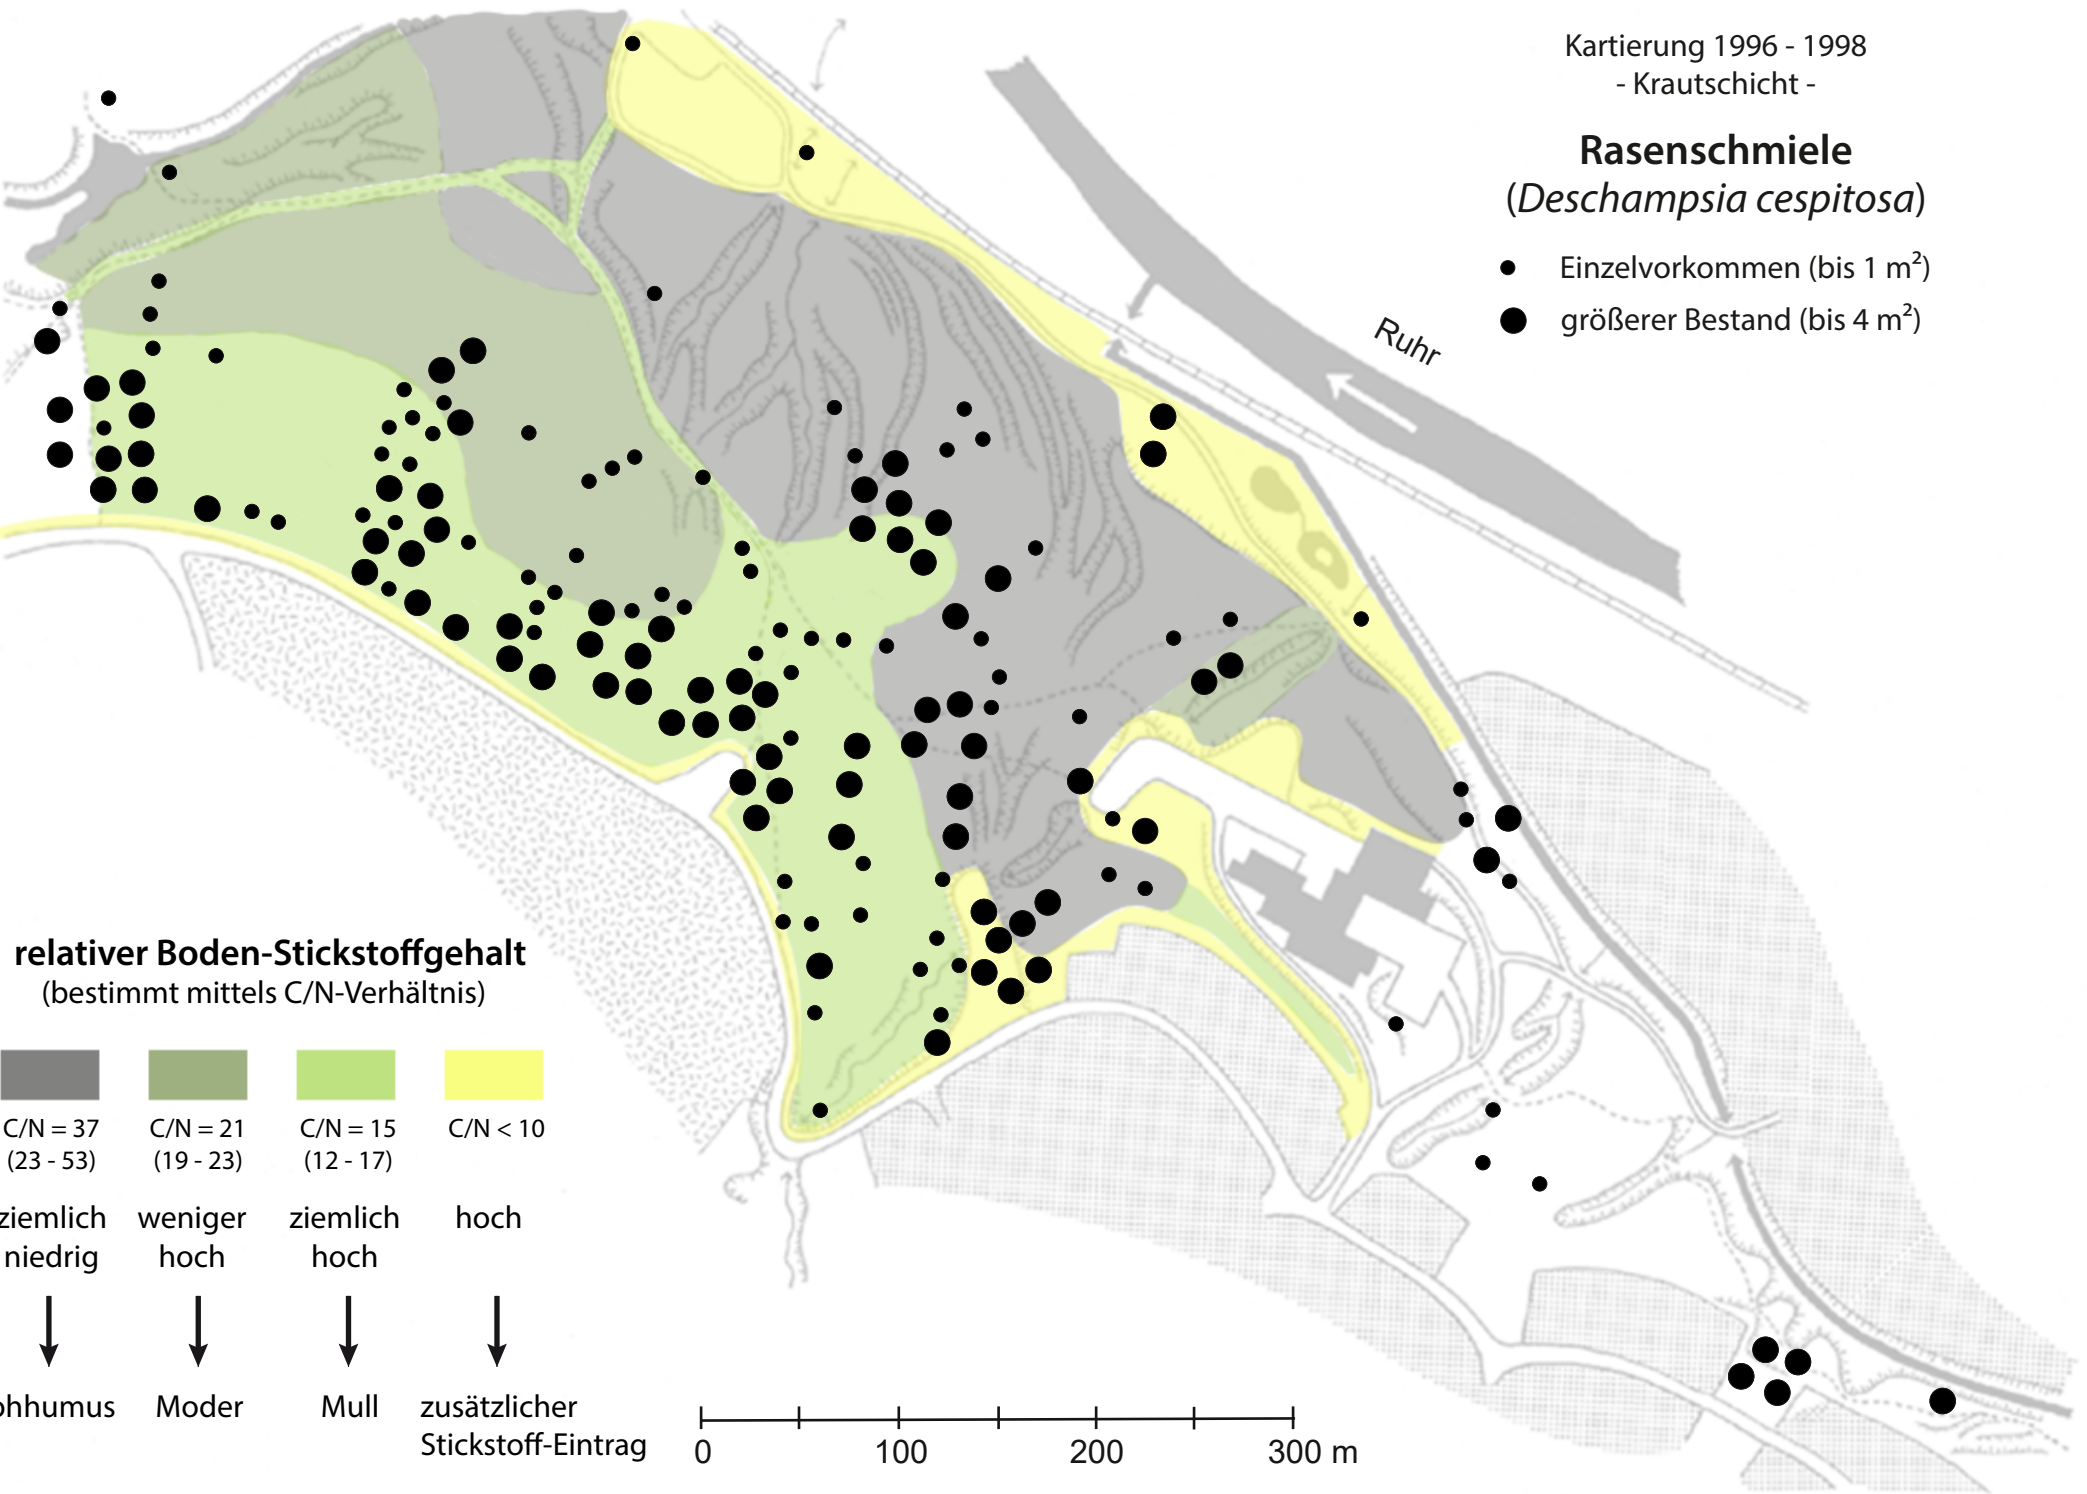 Kartierung 1996 - 1998
- Krautschicht -
Rasenschmiele
(Deschampsia cespitosa)
Einzelvorkommen (bis 1 m²)
größerer Bestand (bis 4 m²)
Ruhr
relativer Boden-Stickstoffgehalt
(bestimmt mittels C/N-Verhältnis)
C/N = 37 C/N = 21 C/N = 15 C/N < 10
(23 - 53) (19 - 23) (12 - 17)
ziemlich weniger ziemlich hoch
niedrig hoch hoch
ohhumus Moder Mull zusätzlicher
Stickstoff-Eintrag
0 100 200 300 m